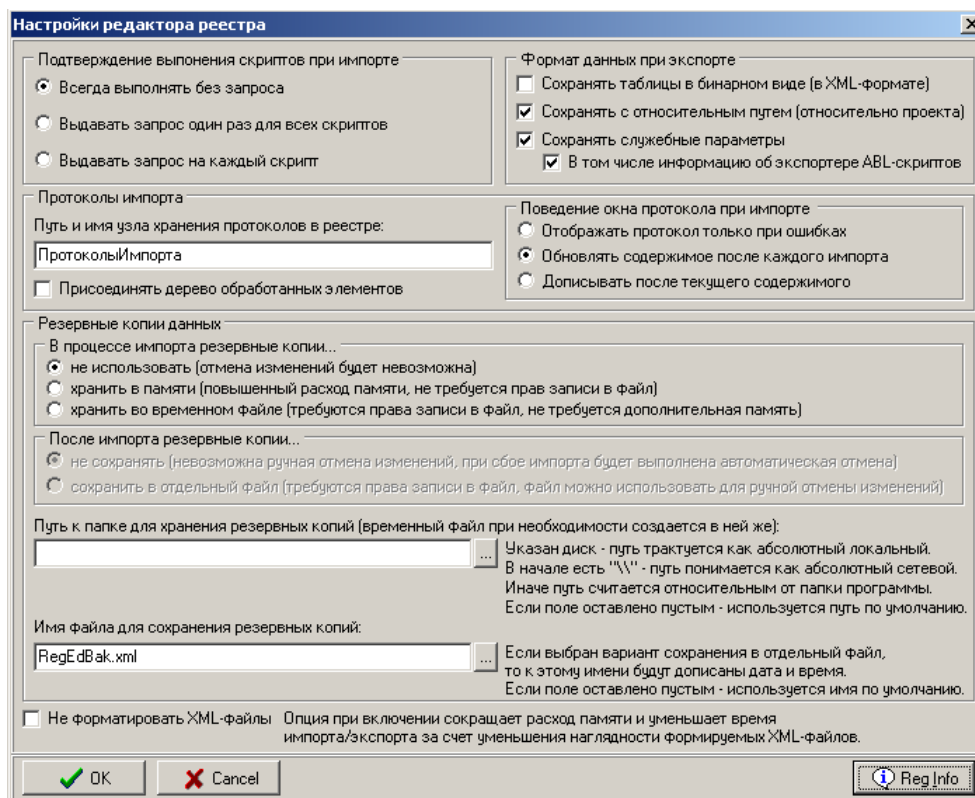 Настройки редактора реестра
Подтверждение выпонения скриптов при импорте
Всегда выполнять без запроса
Выдавать запрос один раз для всех скриптов
Выдавать запрос на каждый скрипт
Формат данных при экспорте
Сохранять таблицы в бинарном виде (в XML-формате)
Сохранять с относительным путем (относительно проекта)
Сохранять служебные параметры
В том числе информацию об экспортере ABL-скриптов
Протоколы импорта
Путь и имя узла хранения протоколов в реестре:
ПротоколыИмпорта
Присоединять дерево обработанных элементов
Поведение окна протокола при импорте
Отображать протокол только при ошибках
Обновлять содержимое после каждого импорта
Дописывать после текущего содержимого
Резервные копии данных
В процессе импорта резервные копии...
не использовать (отмена изменений будет невозможна)
хранить в памяти (повышенный расход памяти, не требуется прав записи в файл)
хранить во временном файле (требуются права записи в файл, не требуется дополнительная память)
После импорта резервные копии...
не сохранять (невозможна ручная отмена изменений, при сбое импорта будет выполнена автоматическая отмена)
сохранить в отдельный файл (требуются права записи в файл, файл можно использовать для ручной отмены изменений)
Путь к папке для хранения резервных копий (временный файл при необходимости создается в ней же):
...
Указан диск - путь трактуется как абсолютный локальный.
В начале есть "\\" - путь понимается как абсолютный сетевой.
Иначе путь считается относительным от папки программы.
Если поле оставлено пустым - используется путь по умолчанию.
Имя файла для сохранения резервных копий:
RegEdBak.xml
...
Если выбран вариант сохранения в отдельный файл,
то к этому имени будут дописаны дата и время.
Если поле оставлено пустым - используется имя по умолчанию.
Не форматировать XML-файлы
Опция при включении сокращает расход памяти и уменьшает время
импорта/экспорта за счет уменьшения наглядности формируемых XML-файлов.
OK
Cancel
Reg Info